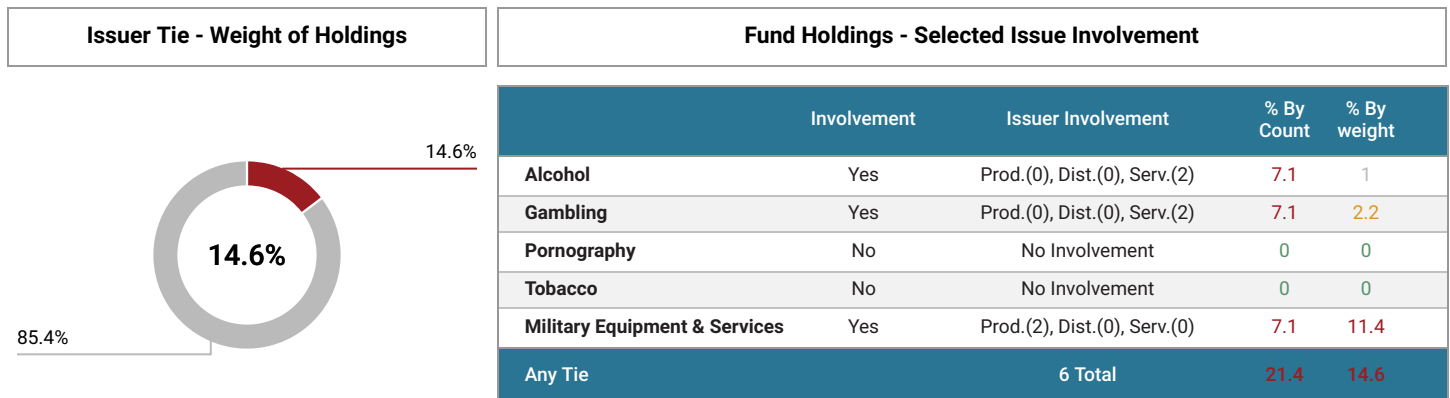 Issuer Tie - Weight of Holdings
14.6%
14.6%
85.4%
Fund Holdings - Selected Issue Involvement
Involvement Issuer Involvement % By Count % By weight
Alcohol Yes Prod.(0), Dist.(0), Serv.(2) 7.1 1
Gambling Yes Prod.(0), Dist.(0), Serv.(2) 7.1 2.2
Pornography No No Involvement 0 0
Tobacco No No Involvement 0 0
Military Equipment & Services Yes Prod.(2), Dist.(0), Serv.(0) 7.1 11.4
Any Tie 6 Total 21.4 14.6